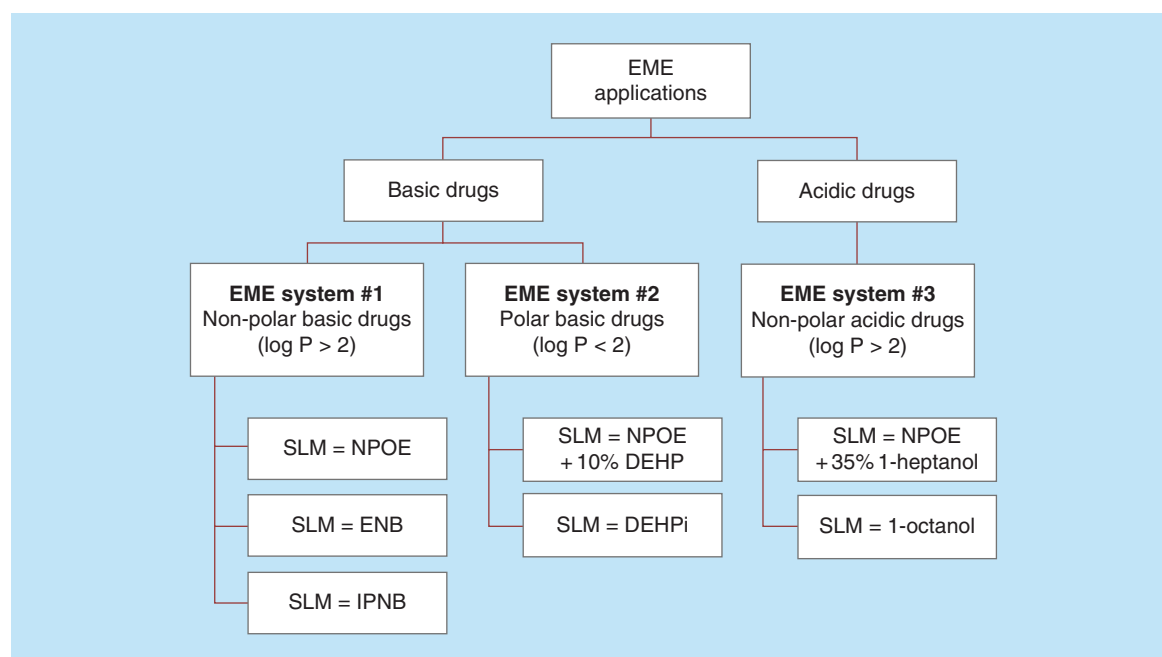 EME
applications
Basic drugs
Acidic drugs
EME system #1
Non-polar basic drugs
(log P > 2)
EME system #2
Polar basic drugs
(log P < 2)
EME system #3
Non-polar acidic drugs
(log P > 2)
SLM = NPOE
SLM = ENB
SLM = IPNB
SLM = NPOE
+ 10% DEHP
SLM = DEHPi
SLM = NPOE
+ 35% 1-heptanol
SLM = 1-octanol